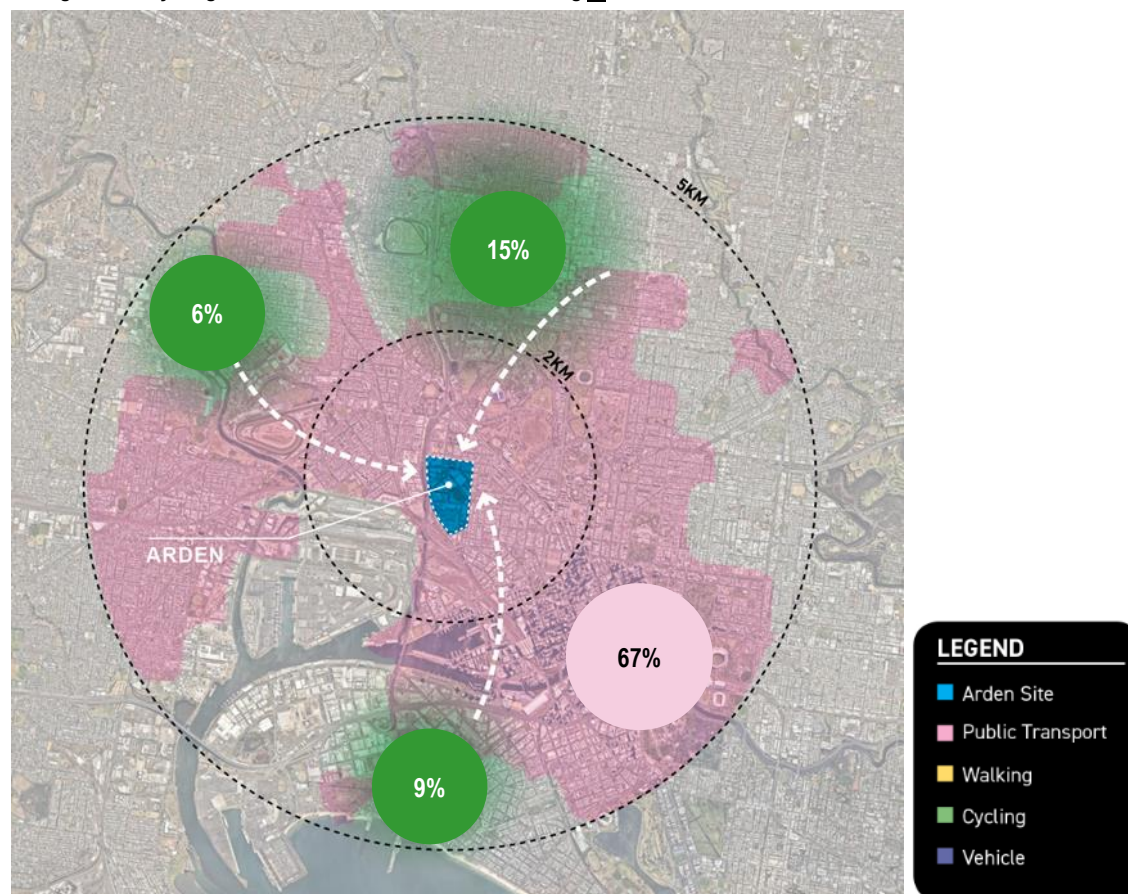 5KM
15%
6%
2KM
ARDEN
67%
9%
LEGEND
Arden Site
Public Transport
Walking
Cycling
Vehicle